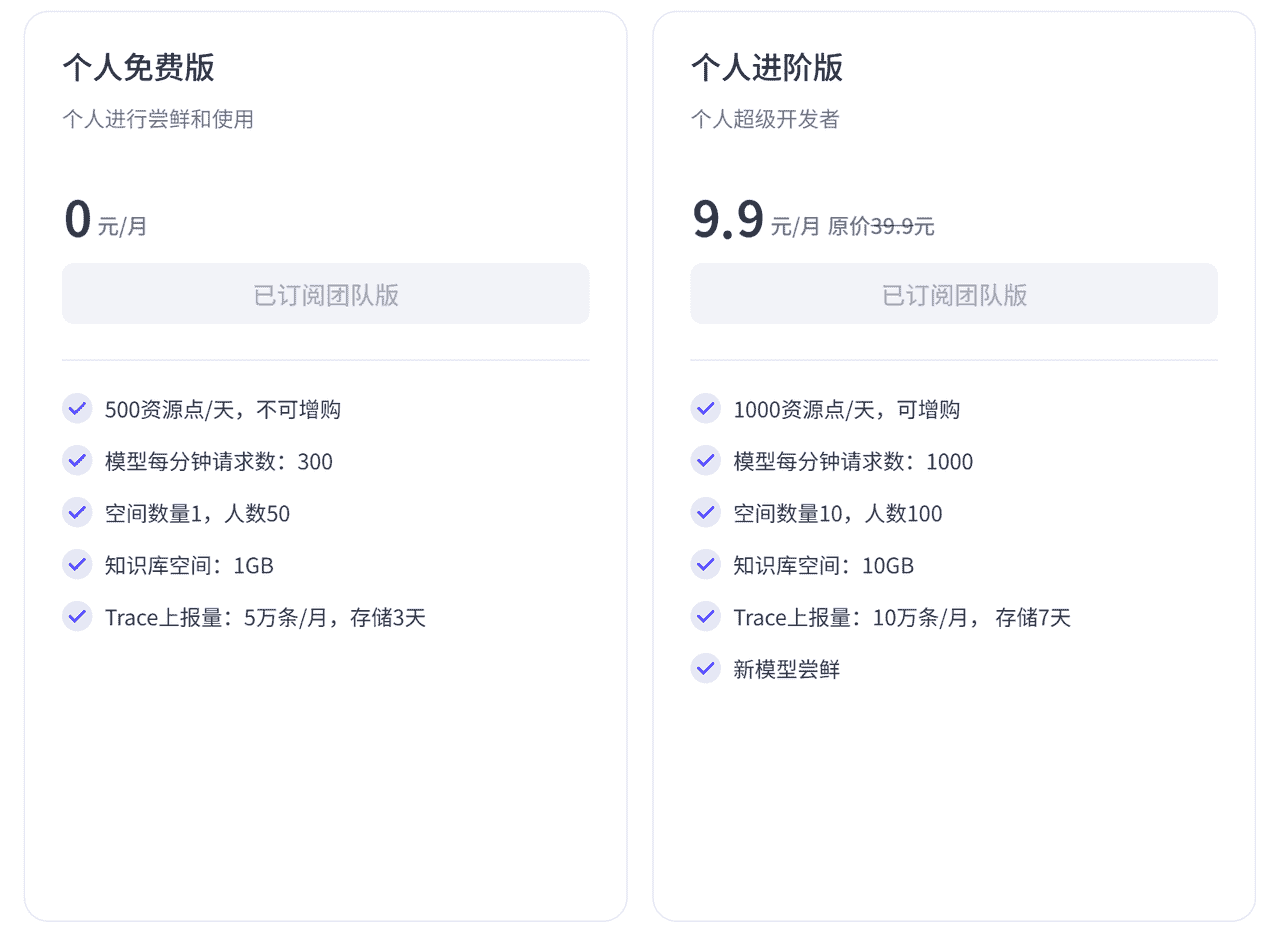 个人免费版
个人进行尝鲜和使用
0 元/月
已订阅团队版
500资源点/天，不可增购
模型每分钟请求数：300
空间数量1，人数50
知识库空间：1GB
Trace上报量：5万条/月，存储3天
个人进阶版
个人超级开发者
9.9 元/月 原价39.9元
已订阅团队版
1000资源点/天，可增购
模型每分钟请求数：1000
空间数量10，人数100
知识库空间：10GB
Trace上报量：10万条/月， 存储7天
新模型尝鲜